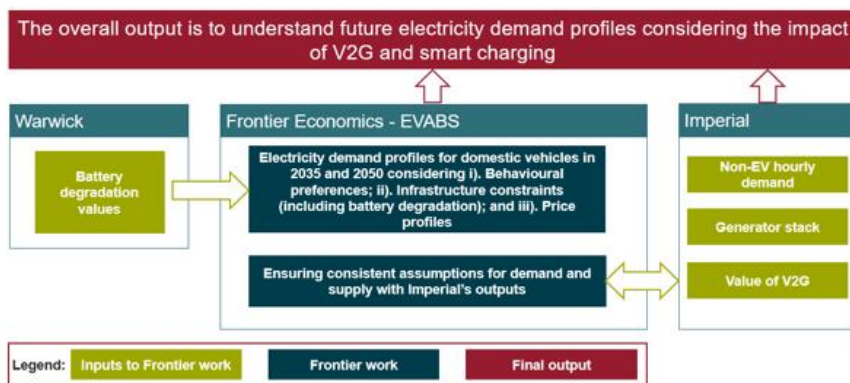 The overall output is to understand future electricity demand profiles considering the impact
of V2G and smart charging
Warwick
Battery
degradation
values
Frontier Economics - EVABS
Electricity demand profiles for domestic vehicles in
2035 and 2050 considering i). Behavioural
preferences; ii). Infrastructure constraints
(including battery degradation); and iii). Price
profiles
Ensuring consistent assumptions for demand and
supply with Imperial's outputs
Imperial
Non-EV hourly
demand
Generator stack
Value of V2G
Legend:
Inputs to Frontier work
Frontier work
Final output